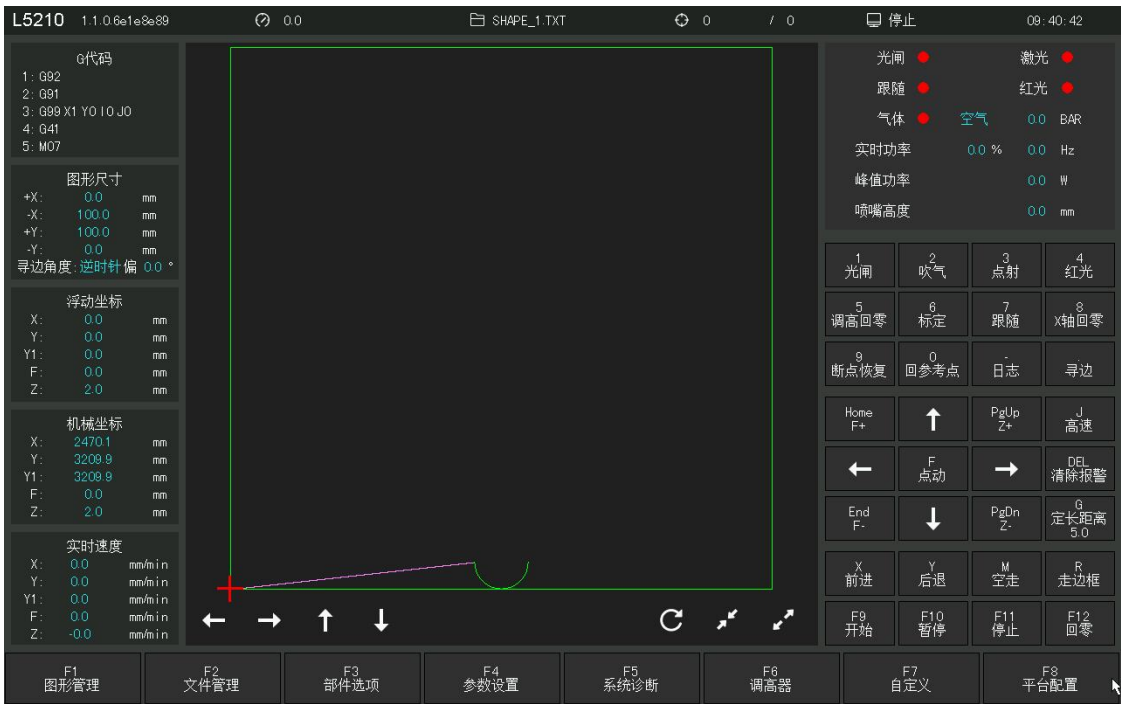 L5210 1.1.0.6e1e8e89 0.0 SHAPE_1.TXT 0 / 0 停止 09:40:42
G代码
1: G92
2: G91
3: G99 X1 Y0 I0 J0
4: G41
5: M07
图形尺寸
+X: 0.0 mm
-X: 100.0 mm
+Y: 100.0 mm
-Y: 0.0 mm
寻边角度:逆时针偏 0.0 °
浮动坐标
X: 0.0 mm
Y: 0.0 mm
Y1: 0.0 mm
F: 0.0 mm
Z: 2.0 mm
机械坐标
X: 2470.1 mm
Y: 3209.9 mm
Y1: 3209.9 mm
F: 0.0 mm
Z: 2.0 mm
实时速度
X: 0.0 mm/min
Y: 0.0 mm/min
Y1: 0.0 mm/min
F: 0.0 mm/min
Z: -0.0 mm/min
光闸 激光
跟随 红光
气体 空气 0.0 BAR
实时功率 0.0 % 0.0 Hz
峰值功率 0.0 W
喷嘴高度 0.0 mm
1 2 3 4
光闸 吹气 点射 红光
5 6 7 8
调高回零 标定 跟随 X轴回零
9 0 - .
断点恢复 回参考点 日志 寻边
Home PgUp J
F+ Z+ 高速
F DEL
点动 清除报警
End PgDn G
F- Z- 定长距离
5.0
X Y M R
前进 后退 空走 走边框
F9 F10 F11 F12
开始 暂停 停止 回零
F1 F2 F3 F4 F5 F6 F7 F8
图形管理 文件管理 部件选项 参数设置 系统诊断 调高器 自定义 平台配置